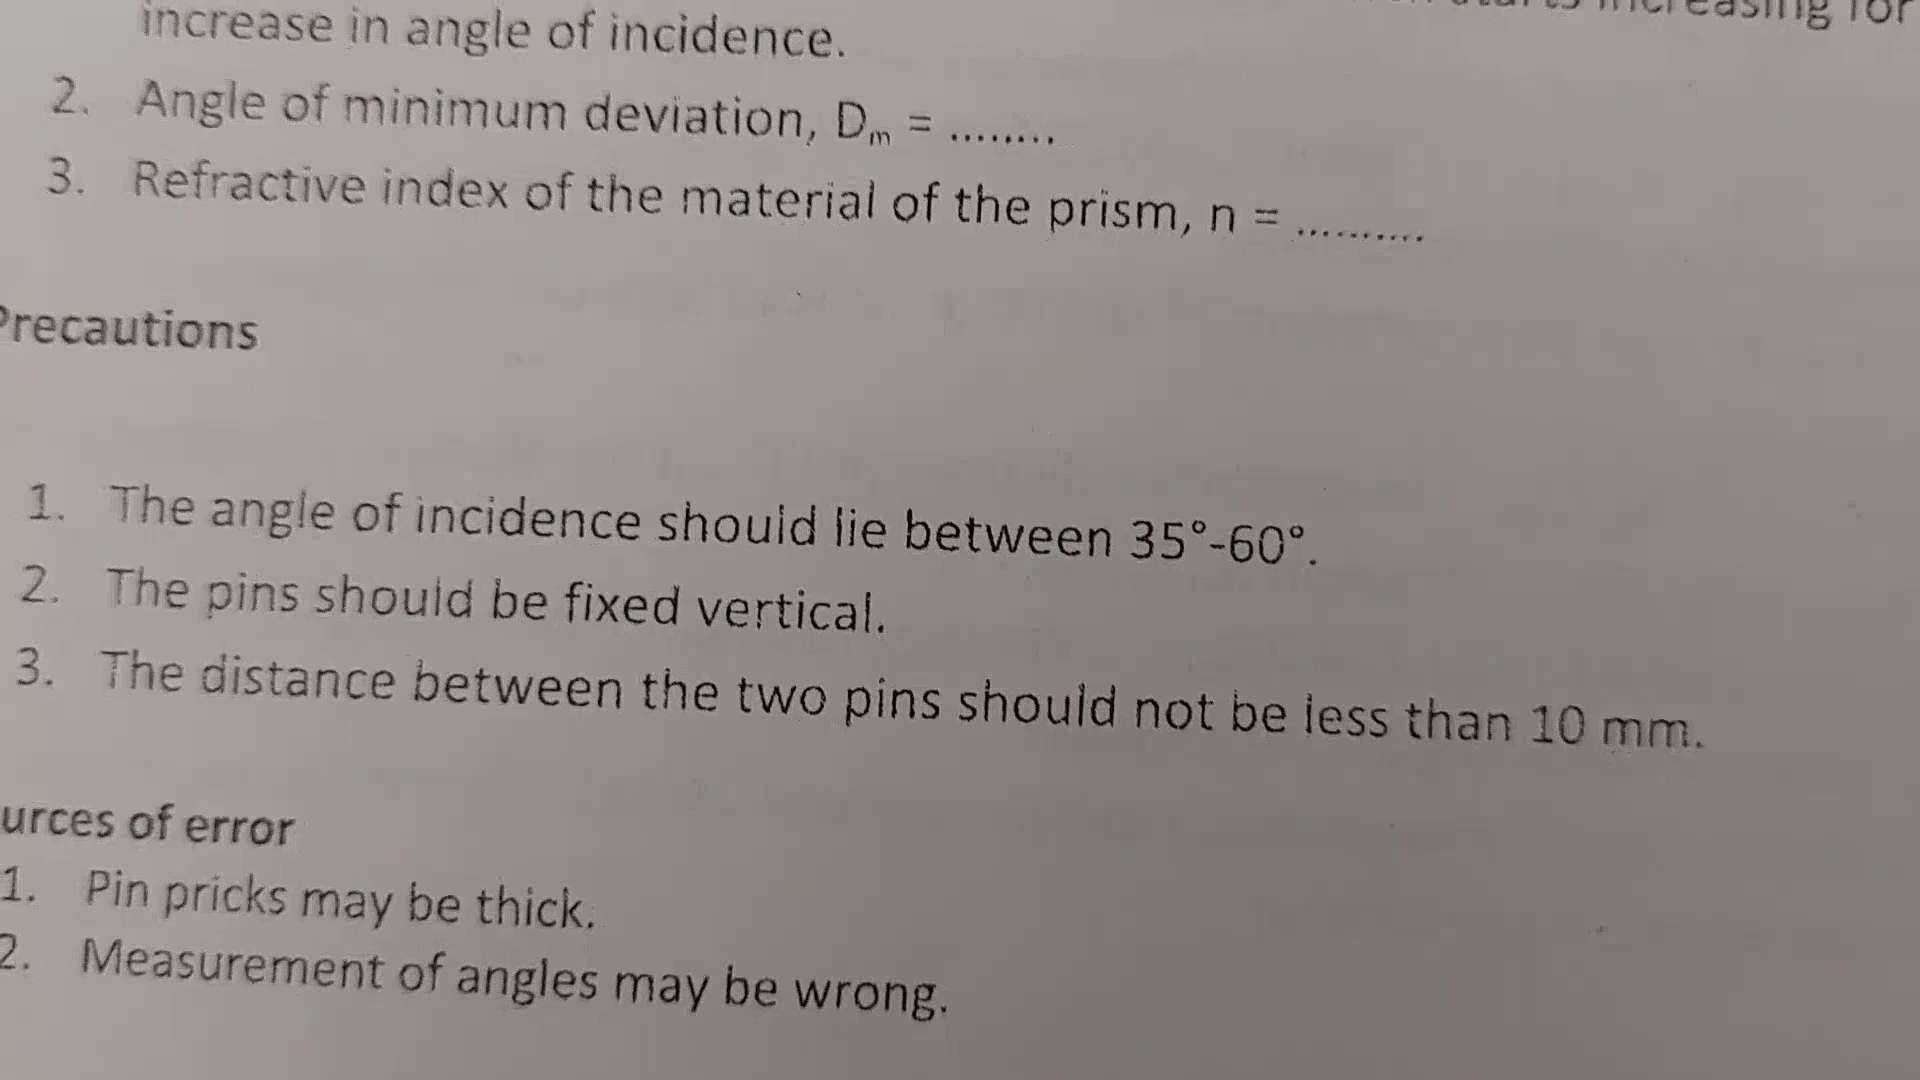 increasing for
increase in angle of incidence.
2. Angle of minimum deviation, Dₘ = ........
3. Refractive index of the material of the prism, n = ..........
Precautions
1. The angle of incidence should lie between 35°-60°.
2. The pins should be fixed vertical.
3. The distance between the two pins should not be less than 10 mm.
urces of error
1. Pin pricks may be thick.
2. Measurement of angles may be wrong.